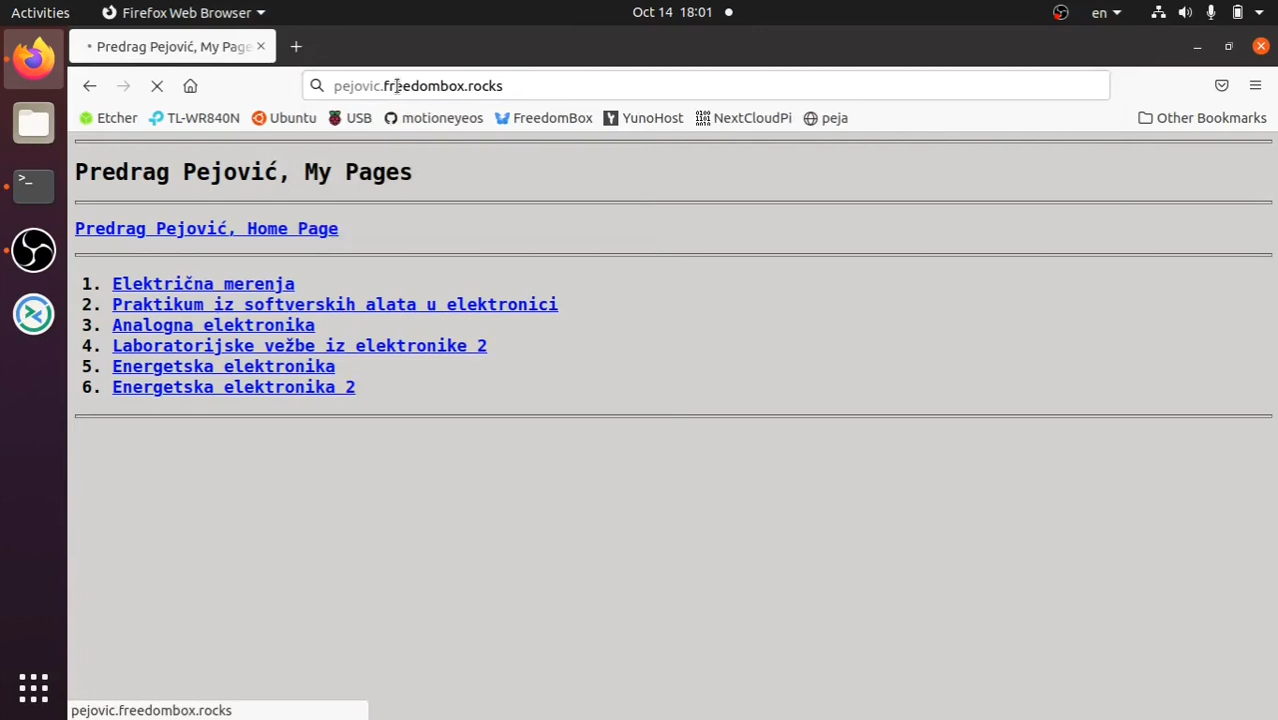 Activities
Firefox Web Browser
Oct 14 18:01
en
Predrag Pejović, My Page
pejovic.freedombox.rocks
Etcher
TL-WR840N
Ubuntu
USB
motioneyeos
FreedomBox
YunoHost
NextCloudPi
peja
Other Bookmarks
Predrag Pejović, My Pages
Predrag Pejović, Home Page
1. Električna merenja
2. Praktikum iz softverskih alata u elektronici
3. Analogna elektronika
4. Laboratorijske vežbe iz elektronike 2
5. Energetska elektronika
6. Energetska elektronika 2
pejovic.freedombox.rocks